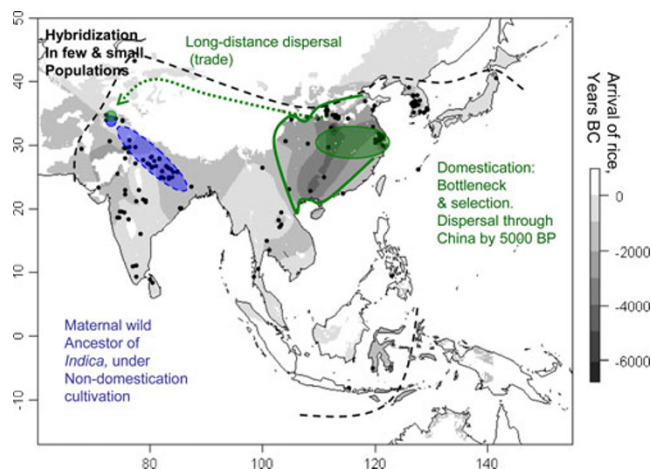 Hybridization
In few & small
Populations
Long-distance dispersal
(trade)
Domestication:
Bottleneck
& selection.
Dispersal through
China by 5000 BP
Maternal wild
Ancestor of
Indica, under
Non-domestication
cultivation
Arrival of rice,
Years BC
0
-2000
-4000
-6000
50
40
30
20
10
0
-10
80
100
120
140